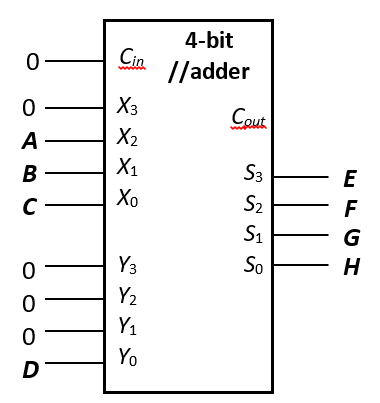 4-bit
//adder
0 Cin
0 X3
A X2
B X1
C X0
Cout
S3 E
S2 F
S1 G
S0 H
0 Y3
0 Y2
0 Y1
D Y0